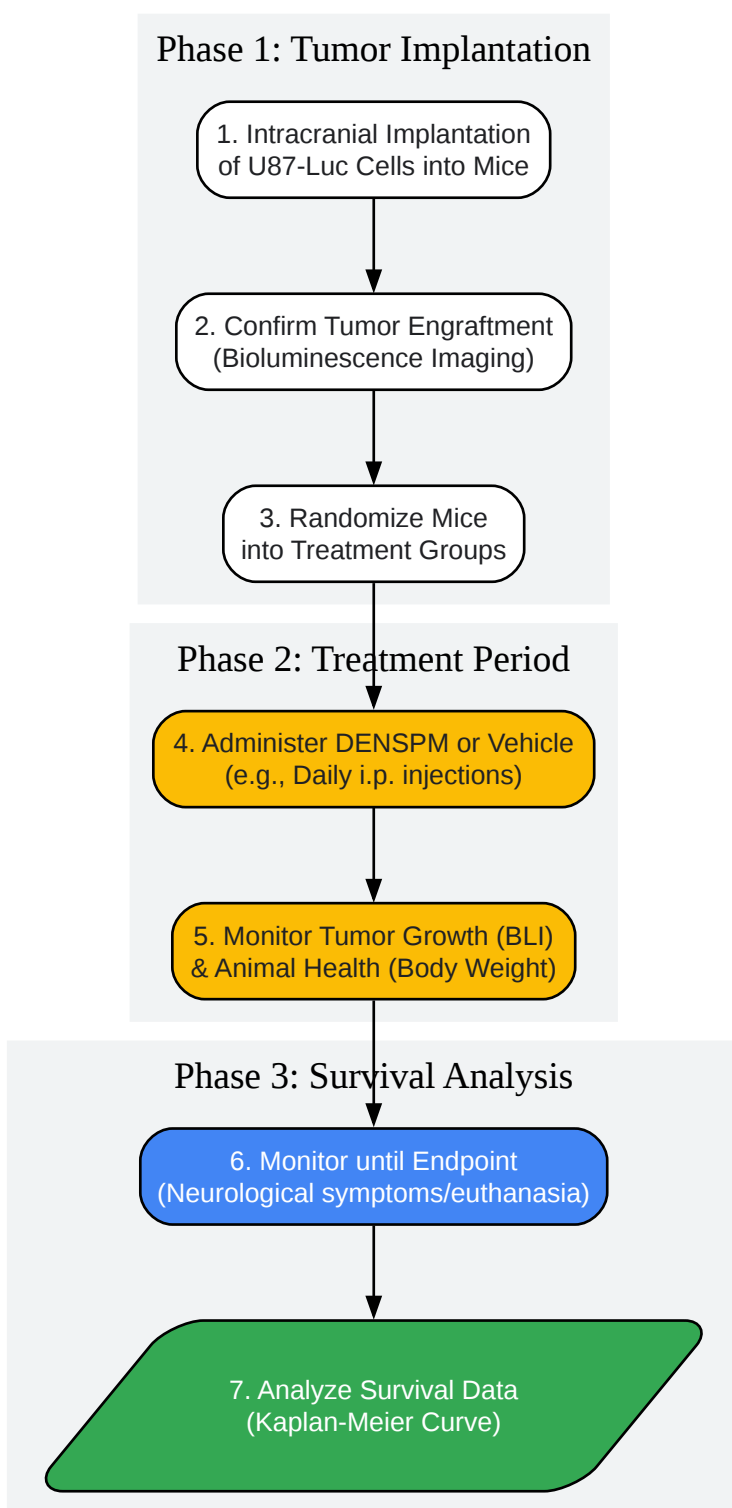 Phase 1: Tumor Implantation
1. Intracranial Implantation
of U87-Luc Cells into Mice
2. Confirm Tumor Engraftment
(Bioluminescence Imaging)
3. Randomize Mice
into Treatment Groups
Phase 2: Treatment Period
4. Administer DENSPM or Vehicle
(e.g., Daily i.p. injections)
5. Monitor Tumor Growth (BLI)
& Animal Health (Body Weight)
Phase 3: Survival Analysis
6. Monitor until Endpoint
(Neurological symptoms/euthanasia)
7. Analyze Survival Data
(Kaplan-Meier Curve)